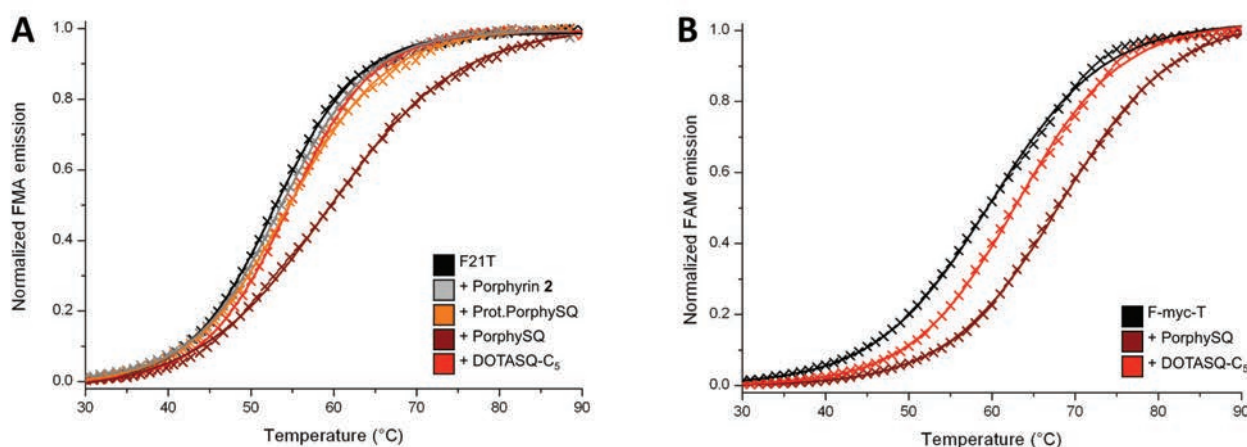 A
Normalized FMA emission
1.0
0.8
0.6
0.4
0.2
0.0
F21T
+ Porphyrin 2
+ Prot.PorphySQ
+ PorphySQ
+ DOTASQ-C₅
30 40 50 60 70 80 90
Temperature (°C)
B
Normalized FAM emission
1.0
0.8
0.6
0.4
0.2
0.0
F-myc-T
+ PorphySQ
+ DOTASQ-C₅
30 40 50 60 70 80 90
Temperature (°C)